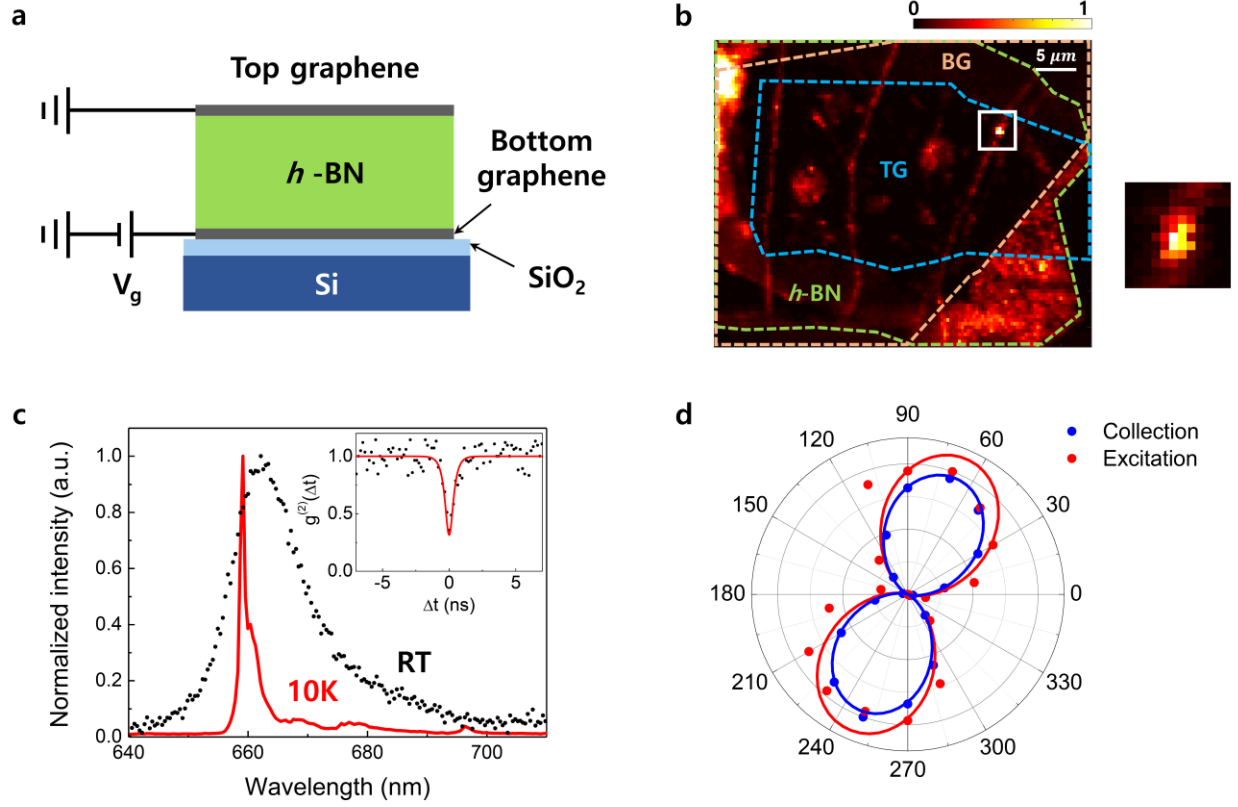 a
Top graphene
h -BN
Bottom
graphene
Vg
Si
SiO2
b
0 1
BG
5 μm
TG
h-BN
c
Normalized intensity (a.u.)
1.0
0.8
0.6
0.4
0.2
0.0
640 660 680 700
Wavelength (nm)
RT
10K
g(2)(Δt)
1.0
0.5
0.0
-5 0 5
Δt (ns)
d
90
120 60
150 30
180 0
210 330
240 300
270
Collection
Excitation